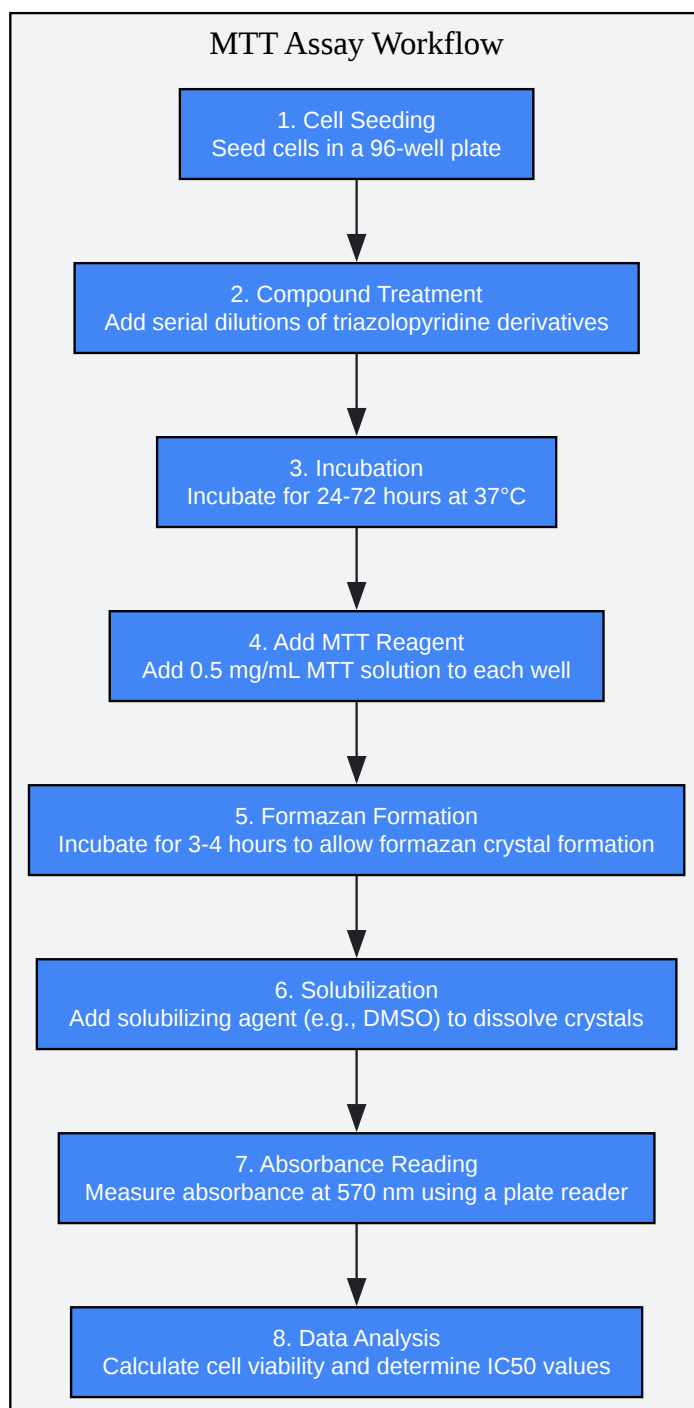 MTT Assay Workflow
1. Cell Seeding
Seed cells in a 96-well plate
2. Compound Treatment
Add serial dilutions of triazolopyridine derivatives
3. Incubation
Incubate for 24-72 hours at 37°C
4. Add MTT Reagent
Add 0.5 mg/mL MTT solution to each well
5. Formazan Formation
Incubate for 3-4 hours to allow formazan crystal formation
6. Solubilization
Add solubilizing agent (e.g., DMSO) to dissolve crystals
7. Absorbance Reading
Measure absorbance at 570 nm using a plate reader
8. Data Analysis
Calculate cell viability and determine IC50 values